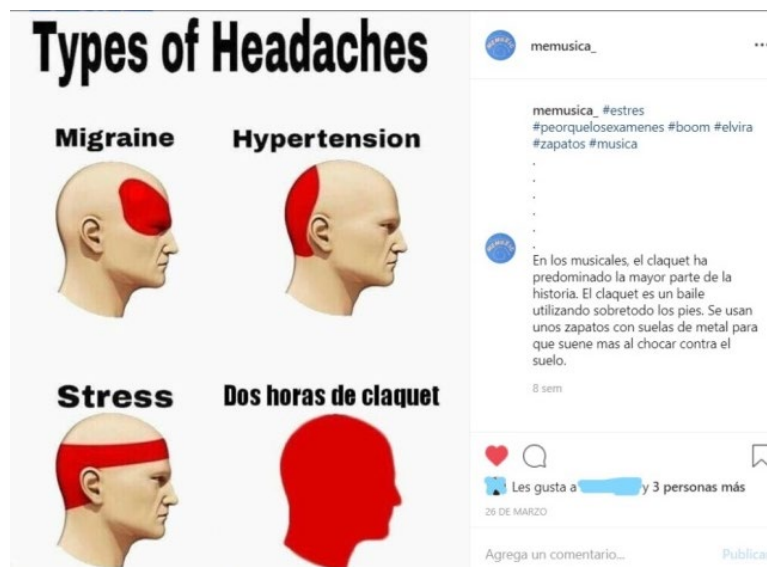 Types of Headaches
Migraine
Hypertension
Stress
Dos horas de claquet
memusica_
memusica_ #estres
#peorquelosexamenes #boom #elvira
#zapatos #musica
.
.
.
.
.
.
En los musicales, el claquet ha
predominado la mayor parte de la
historia. El claquet es un baile
utilizando sobretodo los pies. Se usan
unos zapatos con suelas de metal para
que suene mas al chocar contra el
suelo.
8 sem
Les gusta a y 3 personas más
26 DE MARZO
Agrega un comentario...
Publicar